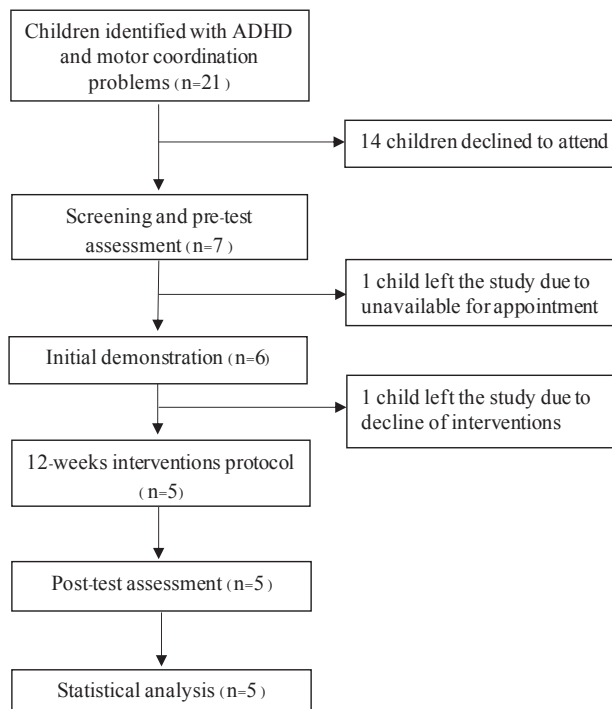 Children identified with ADHD
and motor coordination
problems (n=21)
14 children declined to attend
Screening and pre-test
assessment (n=7)
1 child left the study due to
unavailable for appointment
Initial demonstration (n=6)
1 child left the study due to
decline of interventions
12-weeks interventions protocol
(n=5)
Post-test assessment (n=5)
Statistical analysis (n=5)